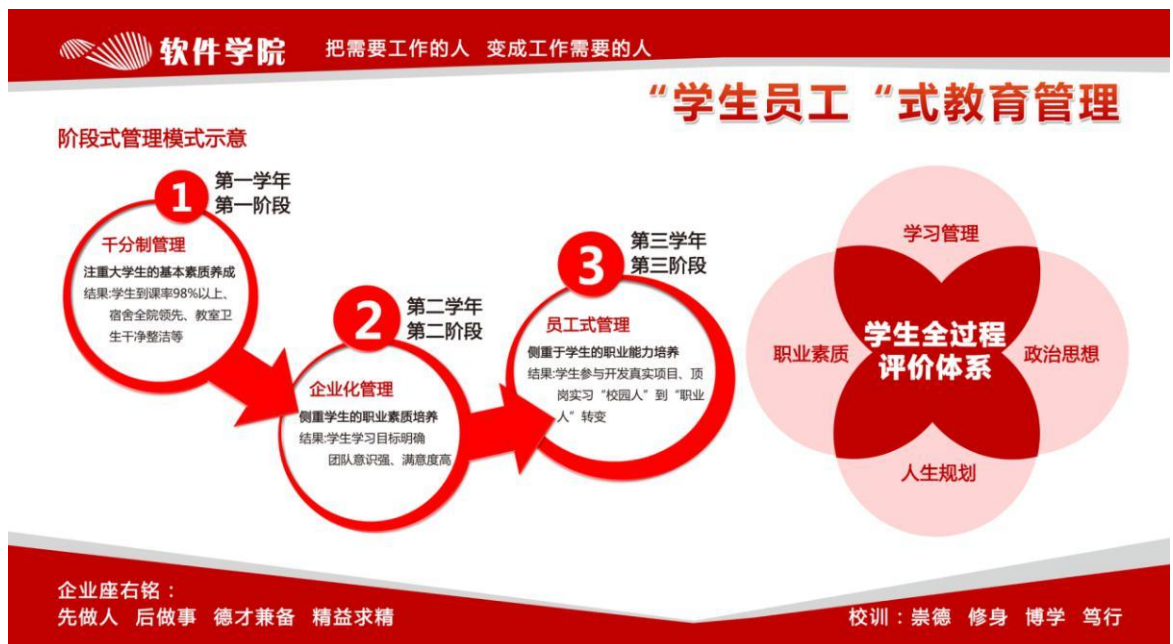 软件学院
把需要工作的人 变成工作需要的人
“学生员工 “式教育管理
阶段式管理模式示意
1
第一学年
第一阶段
千分制管理
注重大学生的基本素质养成
结果:学生到课率98%以上、
宿舍全院领先、教室卫
生干净整洁等
2
第二学年
第二阶段
企业化管理
侧重学生的职业素质培养
结果:学生学习目标明确
团队意识强、满意度高
3
第三学年
第三阶段
员工式管理
侧重于学生的职业能力培养
结果:学生参与开发真实项目、顶
岗实习“校园人”到“职业
人”转变
学习管理
职业素质
学生全过程
评价体系
政治思想
人生规划
企业座右铭：
先做人 后做事 德才兼备 精益求精
校训：崇德 修身 博学 笃行